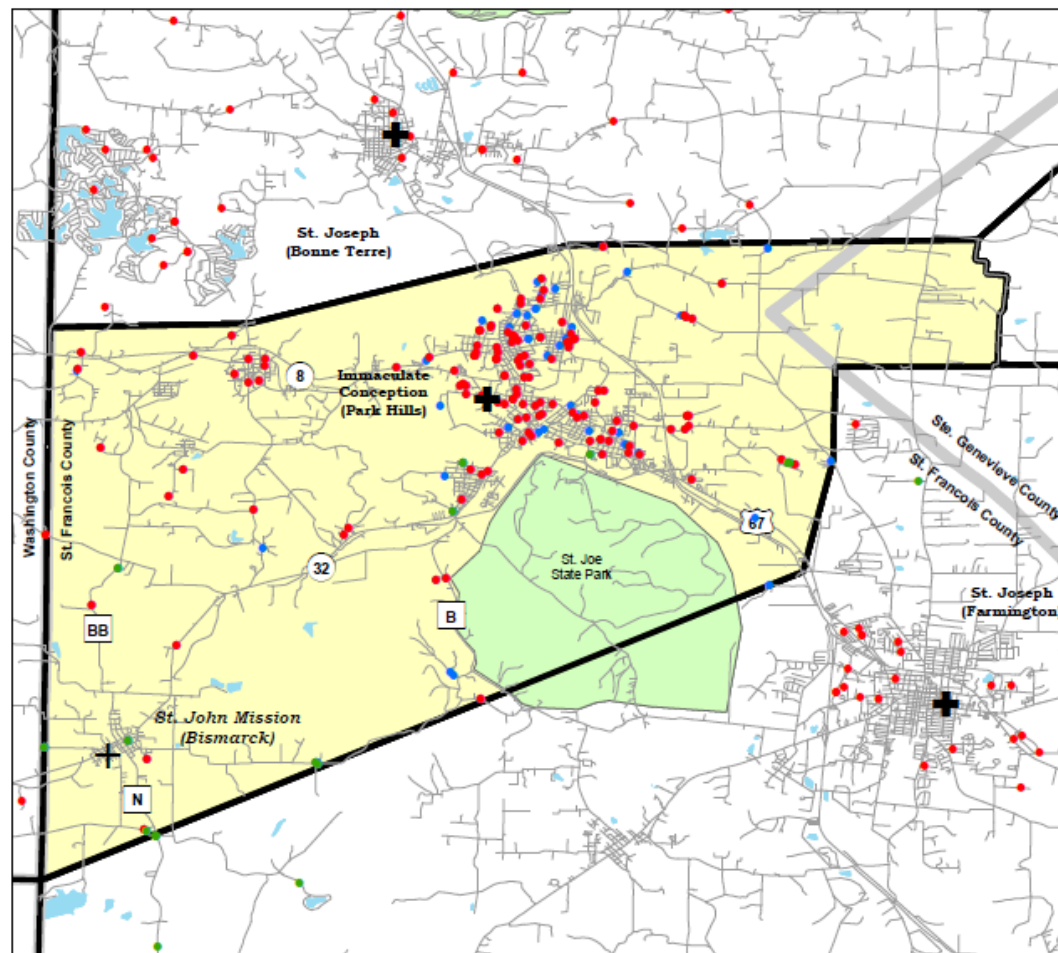 St. Joseph
(Bonne Terre)
8
Immaculate
Conception
(Park Hills)
Washington County
St. Francois County
Ste. Genevieve County
St. Francois County
67
32
St. Joe
State Park
St. Joseph
(Farmington)
BB
B
St. John Mission
(Bismarck)
N